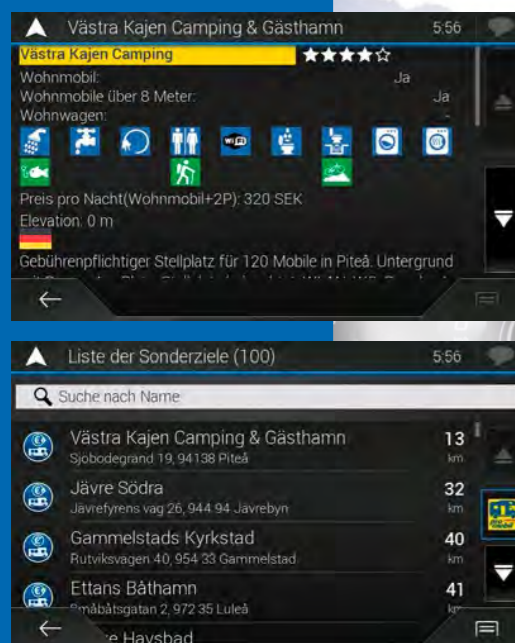 Västra Kajen Camping & Gästhamn 5:56
Västra Kajen Camping
Wohnmobil: Ja
Wohnmobile über 8 Meter: Ja
Wohnwagen: -
WiFi
Preis pro Nacht(Wohnmobil+2P): 320 SEK
Elevation: 0 m
Gebührenpflichtiger Stellplatz für 120 Mobile in Piteå. Untergrund
Liste der Sonderziele (100) 5:56
Suche nach Name
Västra Kajen Camping & Gästhamn 13
Sjobodegrand 19, 94138 Piteå km
Jävre Södra 32
Jävrefyrens vag 26, 944 94 Javrebyn km
Gammelstads Kyrkstad 40
Rutviksvagen 40, 954 33 Gammelstad km
Ettans Båthamn 41
Småbåtsgatan 2, 972 35 Luleå km
Havsbad